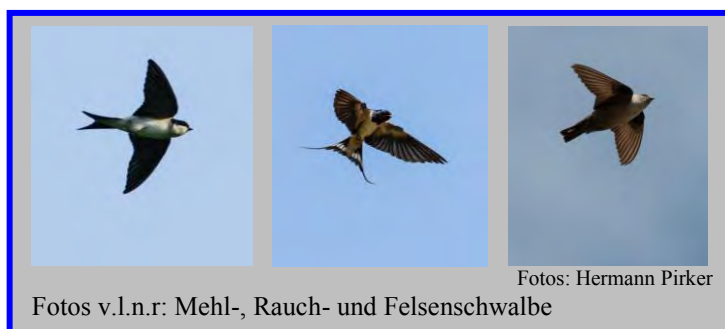 Fotos: Hermann Pirker
Fotos v.l.n.r: Mehl-, Rauch- und Felsenschwalbe